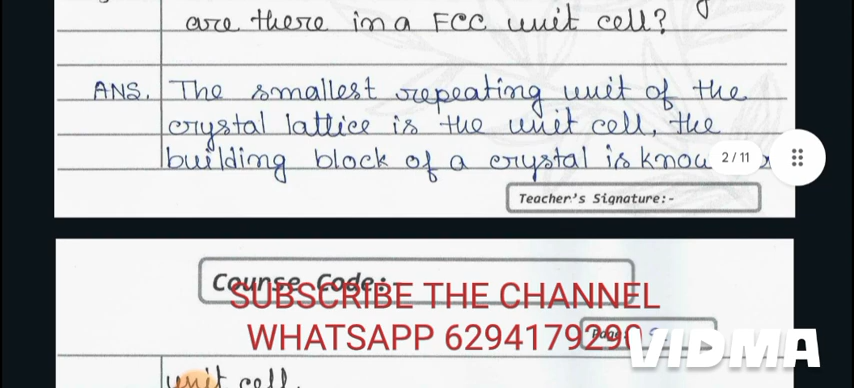 are there in a FCC unit cell?
ANS. The smallest repeating unit of the
crystal lattice is the unit cell, the
building block of a crystal is know
2/11
Teacher's Signature:-
Course Code:-
SUBSCRIBE THE CHANNEL
WHATSAPP 6294179290
VIDMA
unit cell.